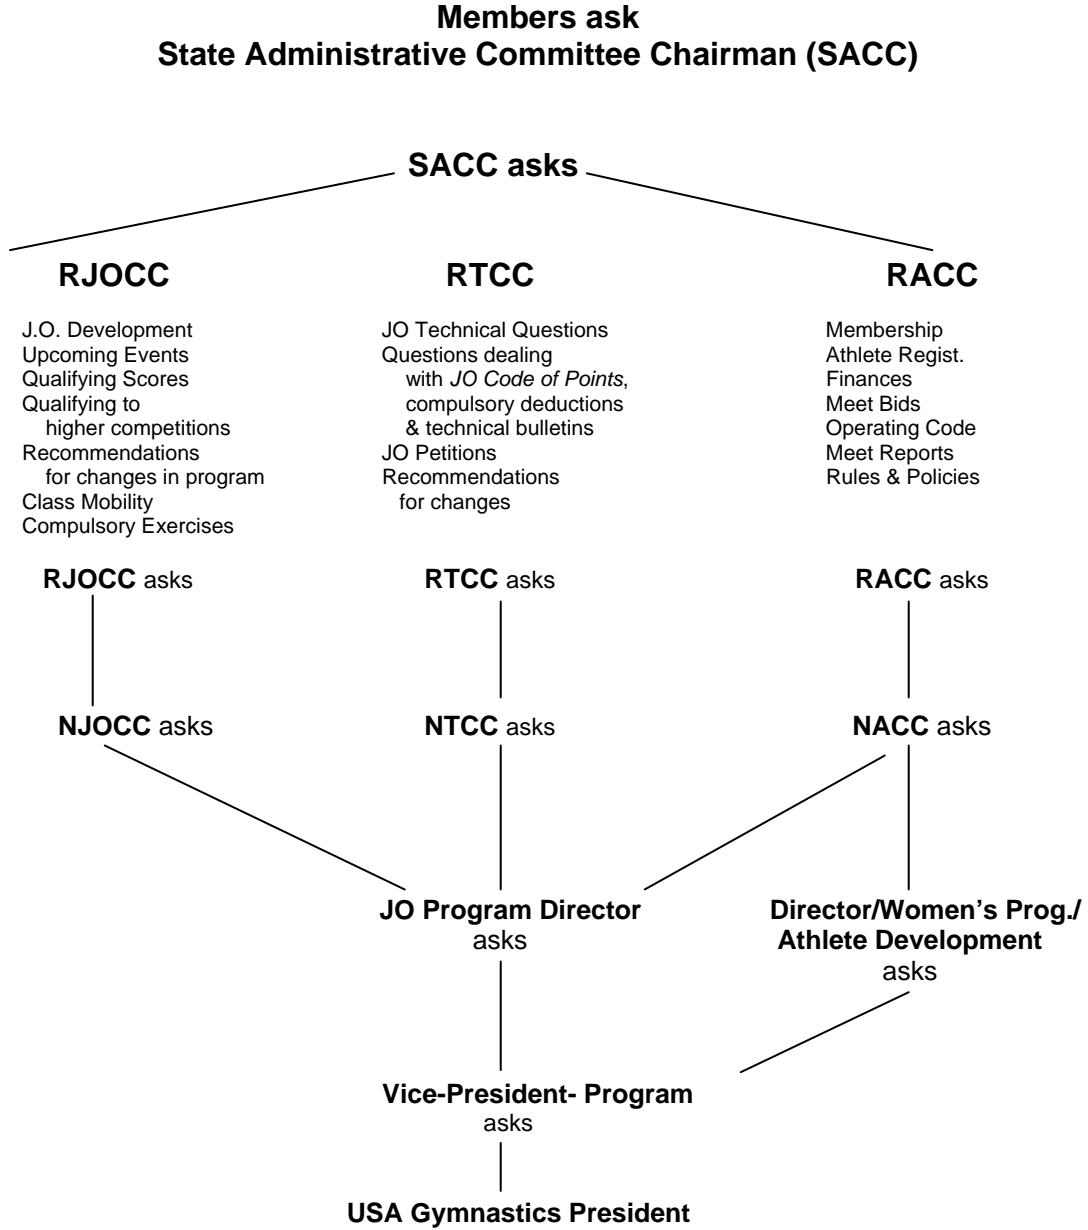 Members ask
State Administrative Committee Chairman (SACC)
SACC asks
RJOCC
J.O. Development
Upcoming Events
Qualifying Scores
Qualifying to
higher competitions
Recommendations
for changes in program
Class Mobility
Compulsory Exercises
RTCC
JO Technical Questions
Questions dealing
with JO Code of Points,
compulsory deductions
& technical bulletins
JO Petitions
Recommendations
for changes
RACC
Membership
Athlete Regist.
Finances
Meet Bids
Operating Code
Meet Reports
Rules & Policies
RJOCC asks
RTCC asks
RACC asks
NJOCC asks
NTCC asks
NACC asks
JO Program Director
asks
Director/Women’s Prog./
Athlete Development
asks
Vice-President- Program
asks
USA Gymnastics President